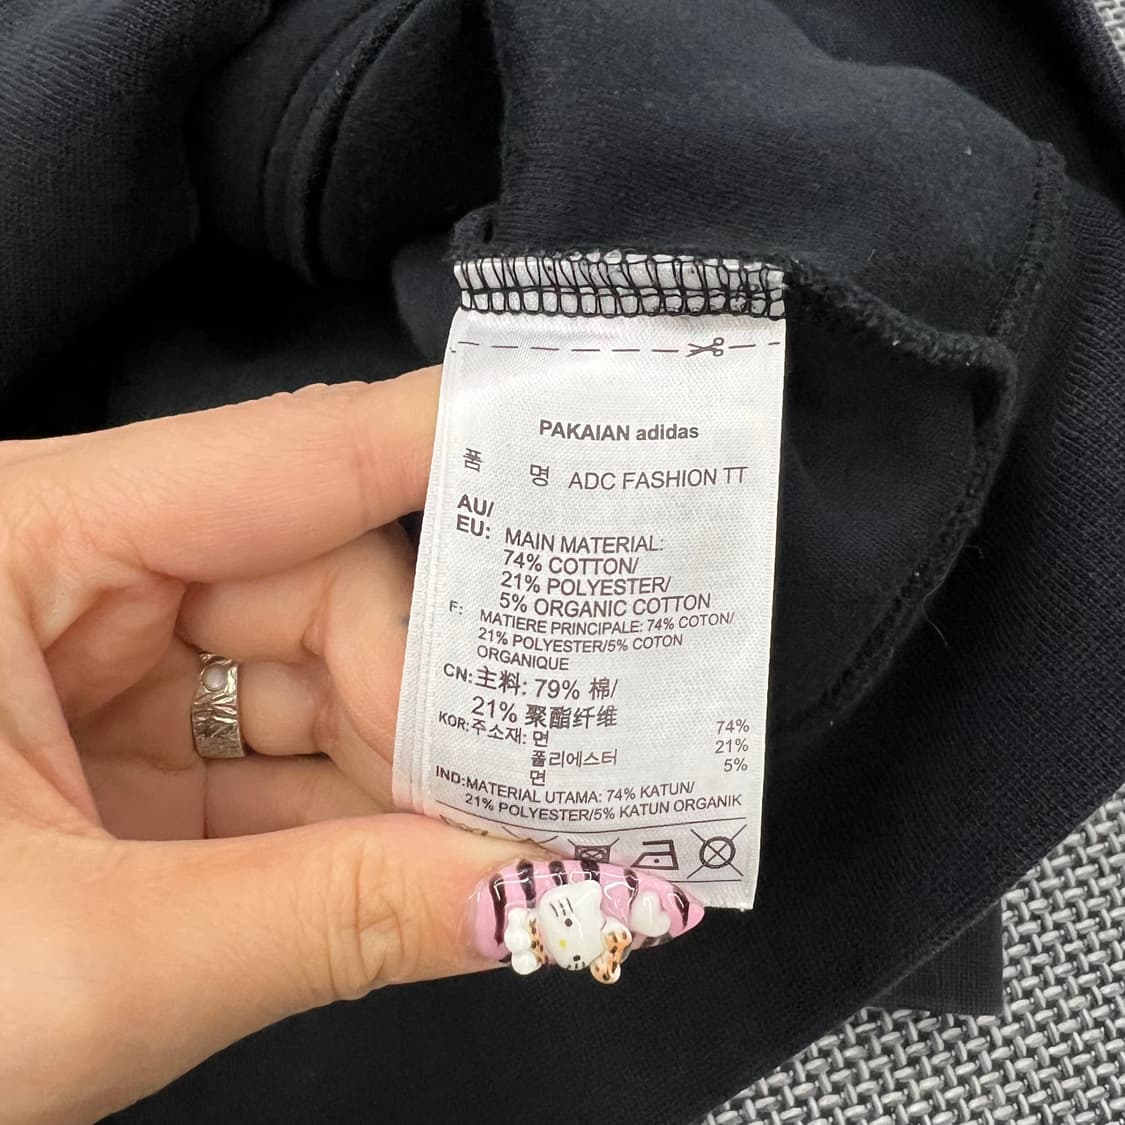 PAKAIAN adidas
품 명 ADC FASHION TT
AU/
EU: MAIN MATERIAL:
74% COTTON/
21% POLYESTER/
5% ORGANIC COTTON
F: MATIERE PRINCIPALE: 74% COTON/
21% POLYESTER/5% COTON
ORGANIQUE
CN:主料: 79% 棉/
21% 聚酯纤维
KOR:주소재: 면 74%
폴리에스터 21%
면 5%
IND:MATERIAL UTAMA: 74% KATUN/
21% POLYESTER/5% KATUN ORGANIK